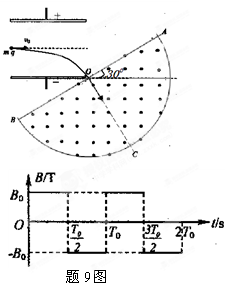 +
v₀
m q
−
O
30°
A
B
C
B/T
B₀
O
T₀/2
T₀
3T₀/2
2T₀
t/s
-B₀
题 9图